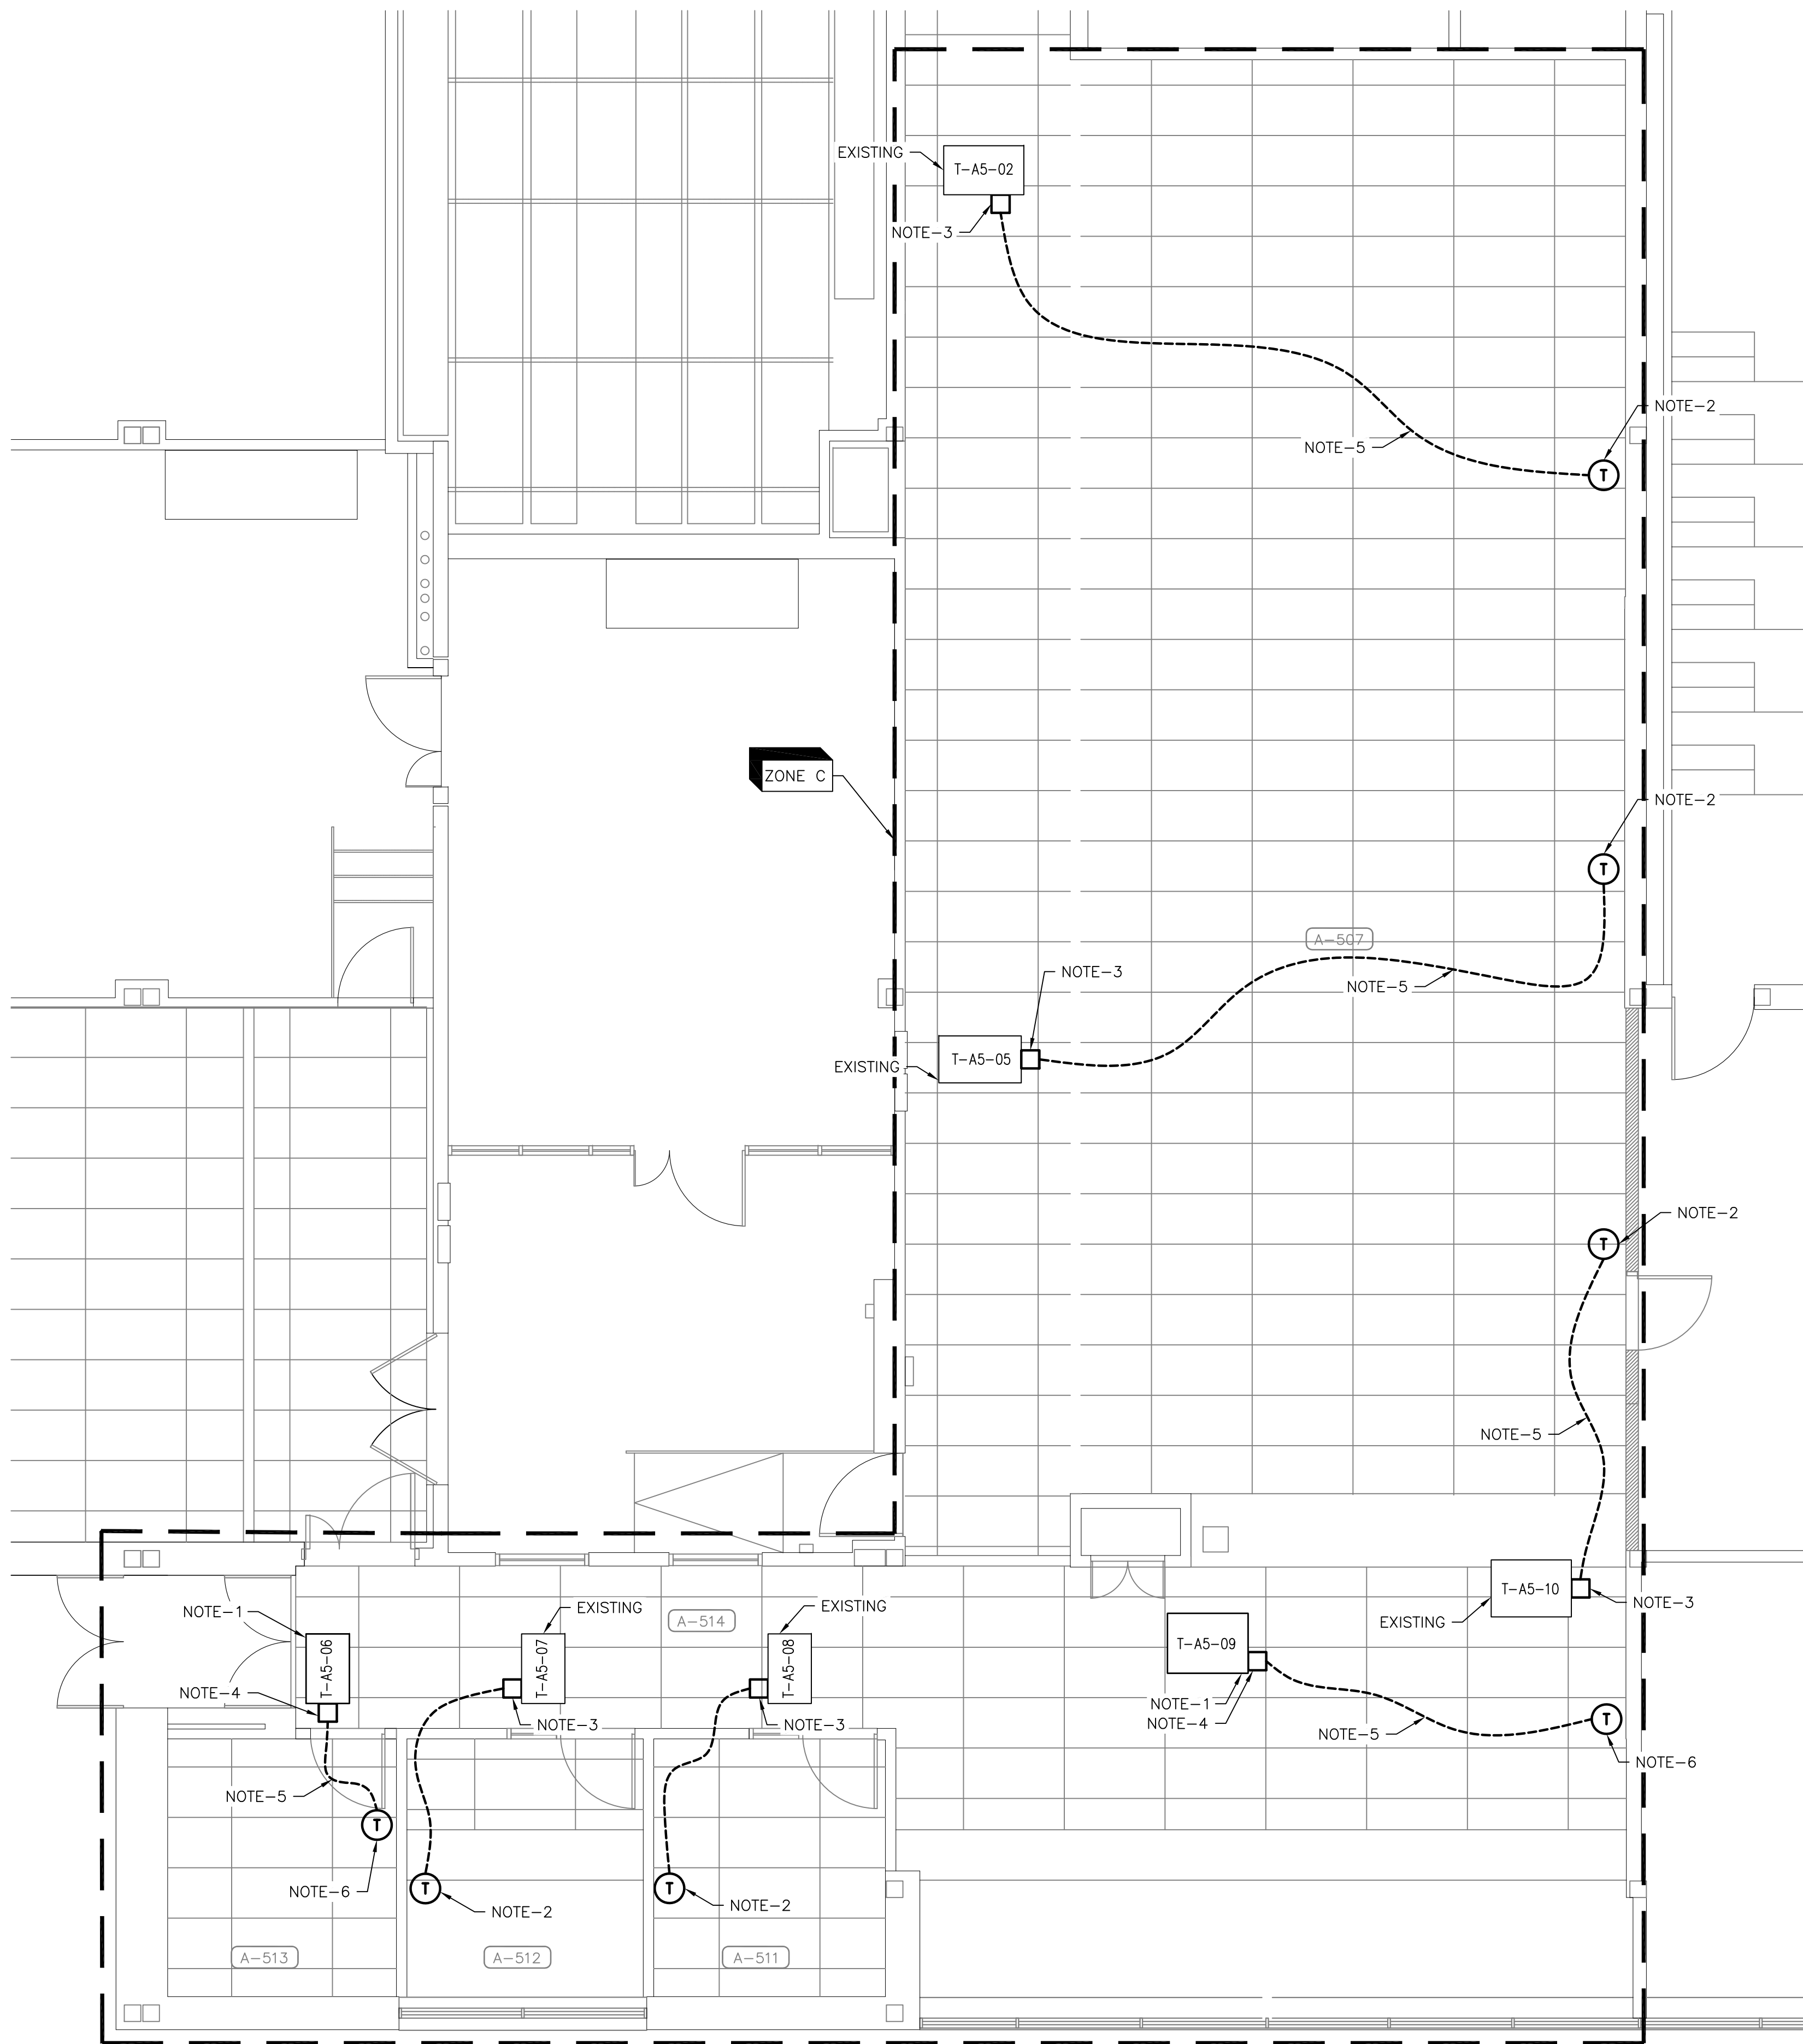 EXISTING
T-A5-02
NOTE-3
NOTE-2
NOTE-5
T
ZONE C
NOTE-2
T
A-507
NOTE-5
NOTE-3
T-A5-05
EXISTING
NOTE-2
T
NOTE-5
T-A5-10
NOTE-3
EXISTING
NOTE-1
T-A5-06
NOTE-4
EXISTING
T-A5-07
NOTE-3
A-514
EXISTING
T-A5-08
NOTE-3
T-A5-09
NOTE-1
NOTE-4
NOTE-5
T
NOTE-6
NOTE-5
T
NOTE-6
T
NOTE-2
T
NOTE-2
A-513
A-512
A-511